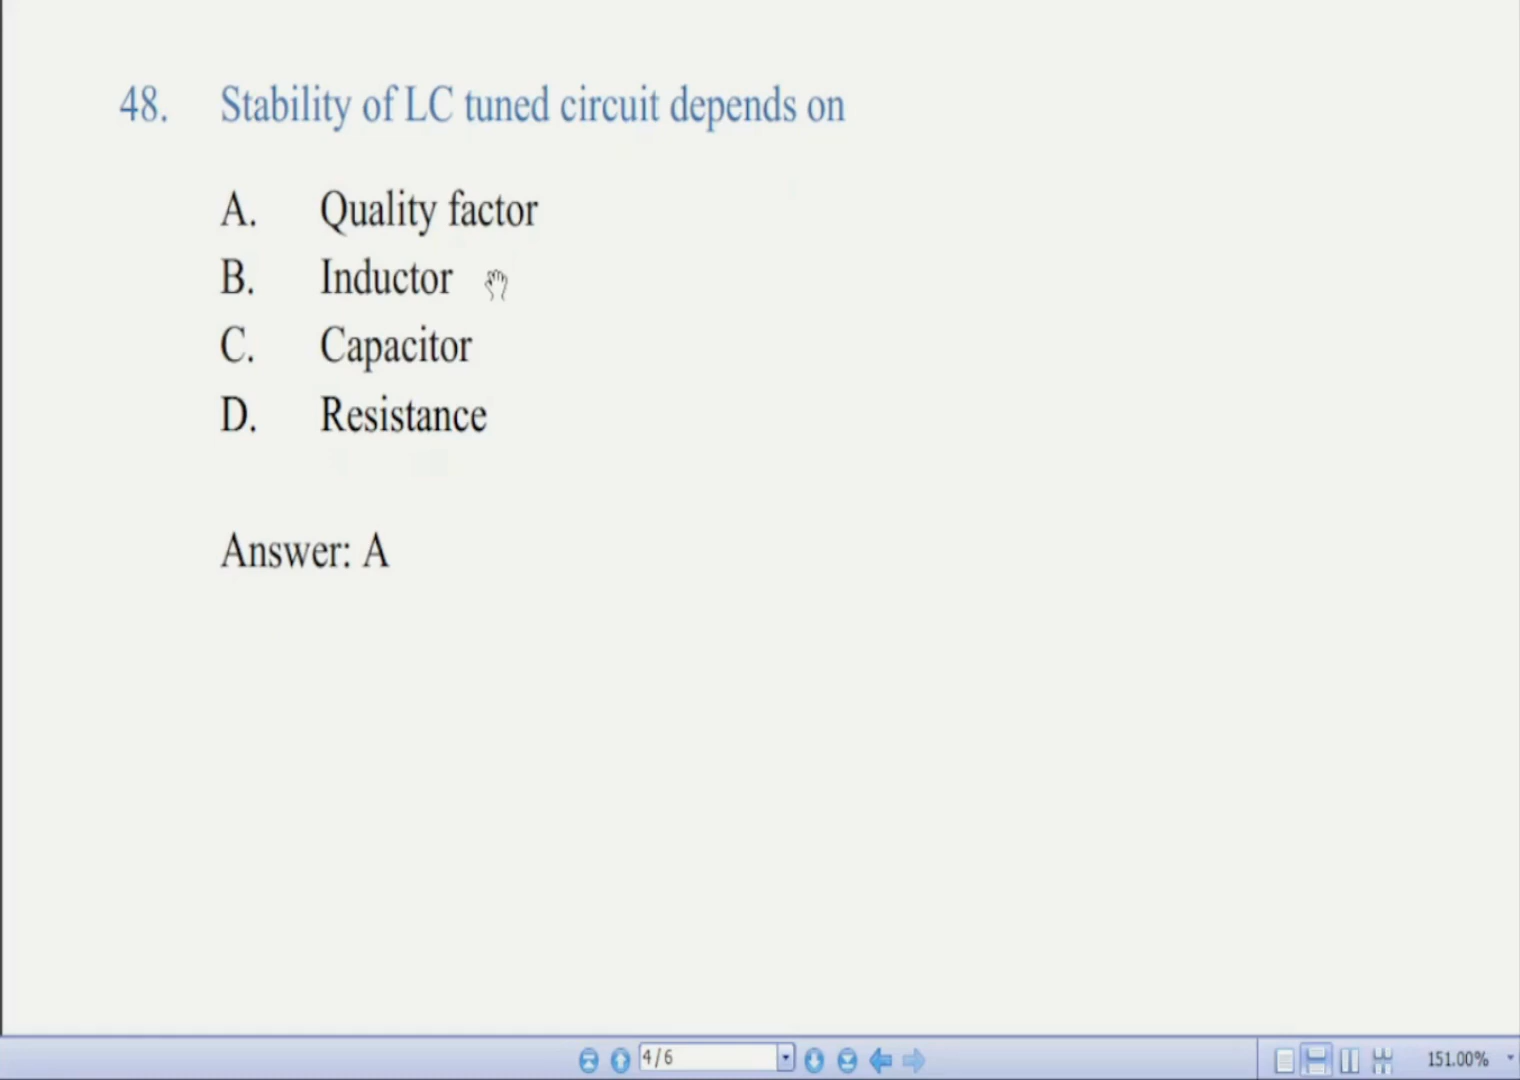 48. Stability of LC tuned circuit depends on
A. Quality factor
B. Inductor
C. Capacitor
D. Resistance
Answer: A
4/6
151.00%